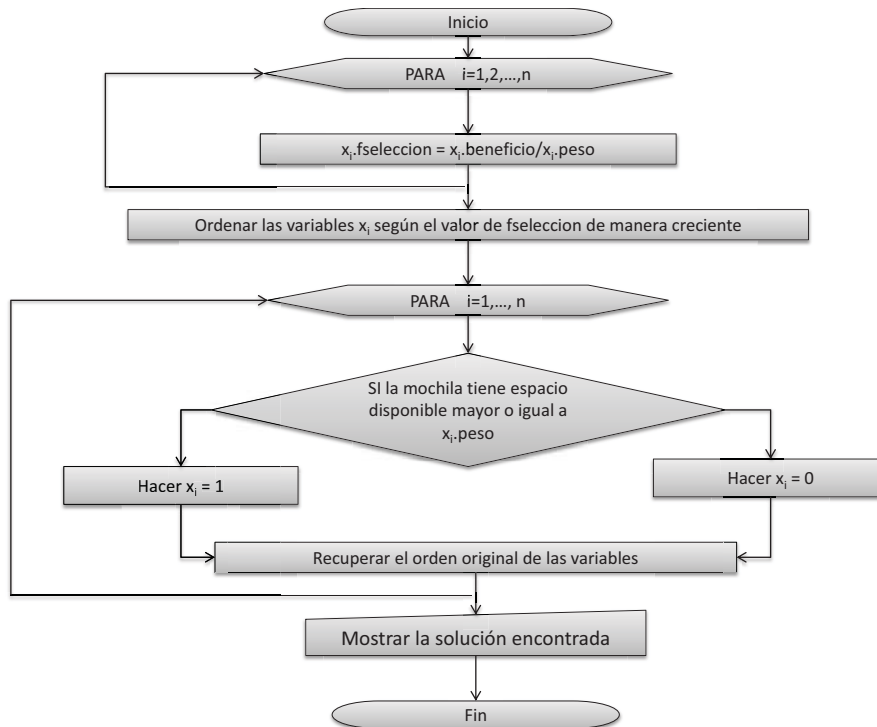 Inicio
PARA i=1,2,...,n
xᵢ.fseleccion = xᵢ.beneficio/xᵢ.peso
Ordenar las variables xᵢ según el valor de fseleccion de manera creciente
PARA i=1,..., n
SI la mochila tiene espacio
disponible mayor o igual a
xᵢ.peso
Hacer xᵢ = 1
Hacer xᵢ = 0
Recuperar el orden original de las variables
Mostrar la solución encontrada
Fin